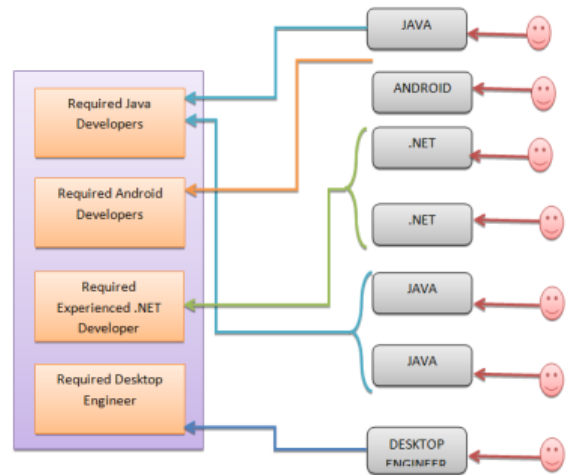 Required Java
Developers
Required Android
Developers
Required
Experienced .NET
Developer
Required Desktop
Engineer
JAVA
ANDROID
.NET
.NET
JAVA
JAVA
DESKTOP
ENGINEER